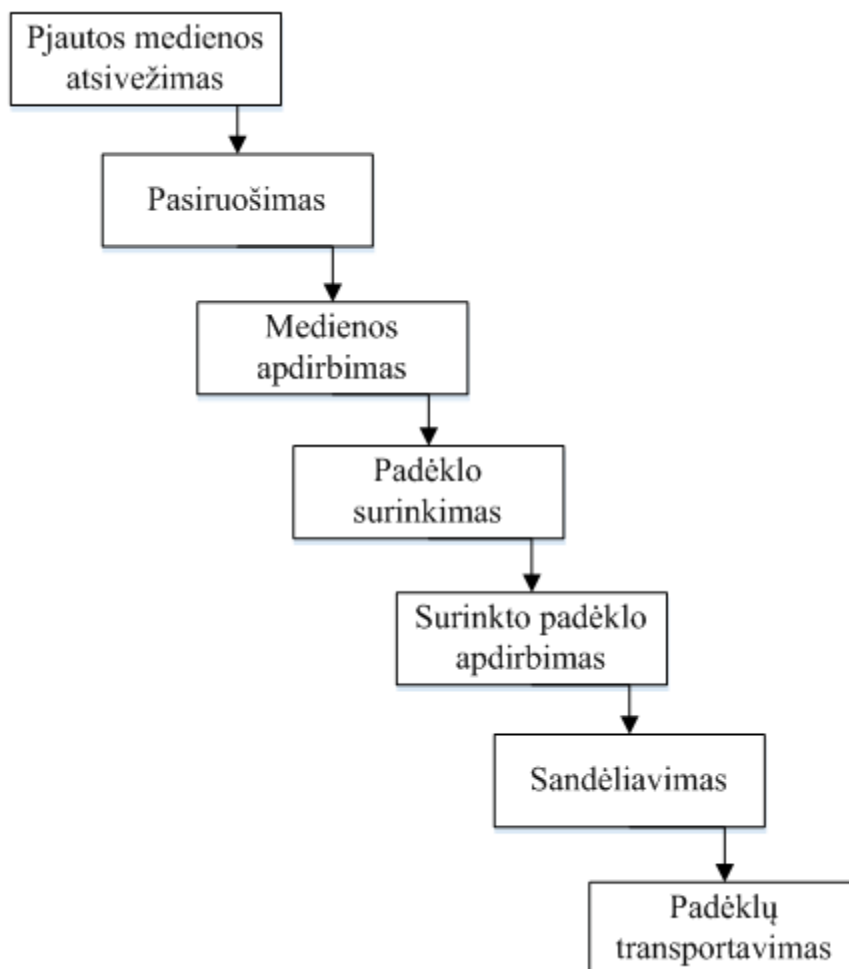 Pjautos medienos
atsivežimas
Pasiruošimas
Medienos
apdirbimas
Padėklo
surinkimas
Surinkto padėklo
apdirbimas
Sandėliavimas
Padėklų
transportavimas